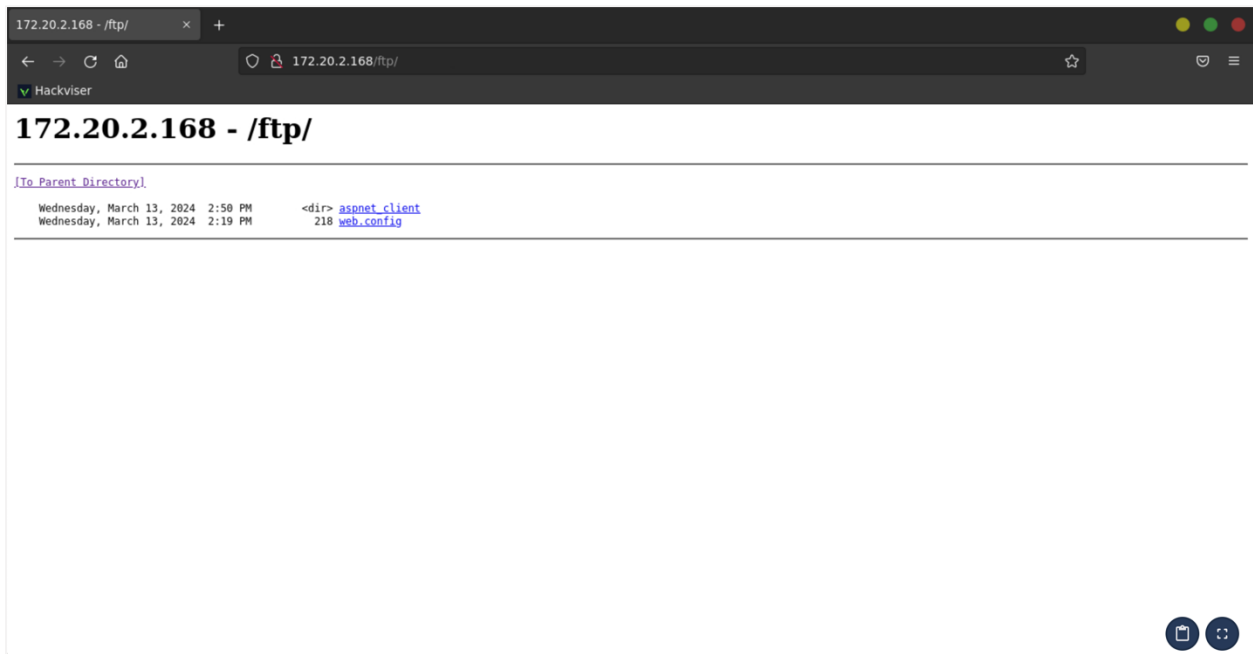 172.20.2.168 - /ftp/
172.20.2.168/ftp/
Hackviser
172.20.2.168 - /ftp/
[To Parent Directory]
Wednesday, March 13, 2024 2:50 PM <dir> aspnet_client
Wednesday, March 13, 2024 2:19 PM 218 web.config